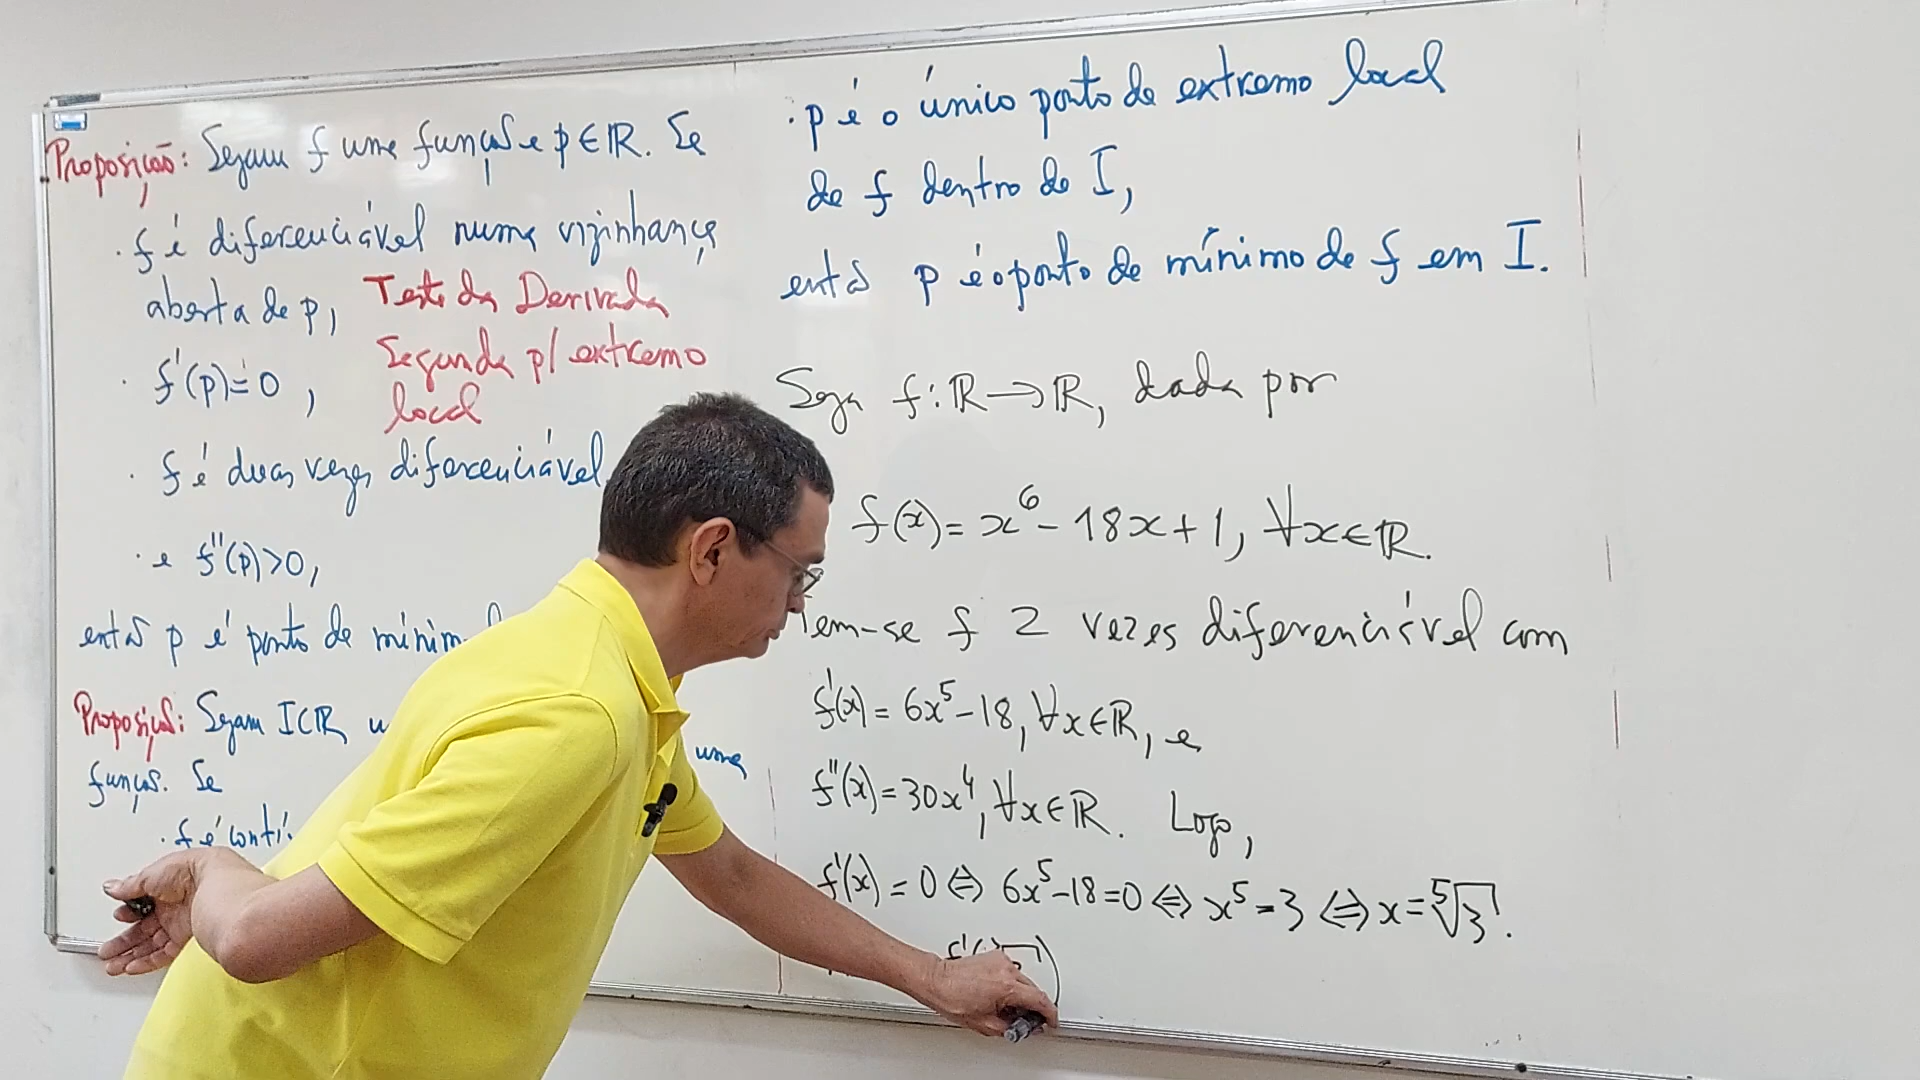 Proposição: Sejam f uma função e p ∈ ℝ. Se
· f é diferenciável numa vizinhança
aberta de p,
Teste da Derivada
Segunda p/ extremo
local
· f'(p) = 0,
· f é duas vezes diferenciável
· e f''(p) > 0,
então p é ponto de mínim
Proposição: Sejam I ⊂ ℝ
uma
função. Se
· f é contí
· p é o único ponto de extremo local
de f dentro de I,
então p é o ponto de mínimo de f em I.
Seja f: ℝ → ℝ, dada por
f(x) = x⁶ - 18x + 1, ∀x ∈ ℝ.
Tem-se f 2 vezes diferenciável com
f'(x) = 6x⁵ - 18, ∀x ∈ ℝ, e
f''(x) = 30x⁴, ∀x ∈ ℝ. Logo,
f'(x) = 0 ⇔ 6x⁵ - 18 = 0 ⇔ x⁵ = 3 ⇔ x = ⁵√3.